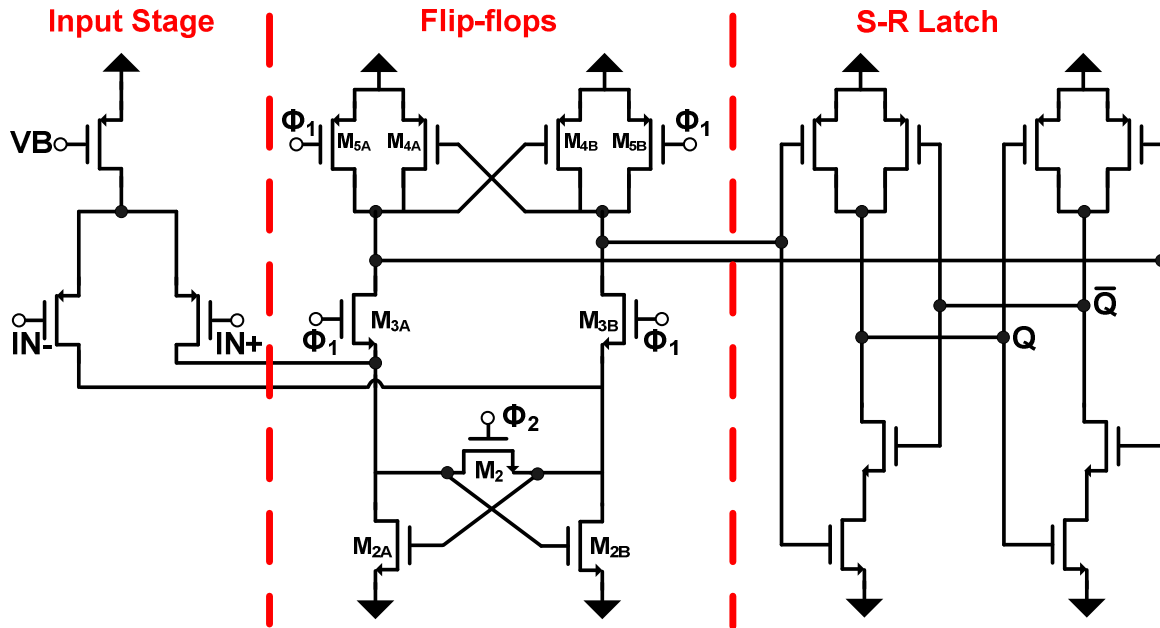 Input Stage
Flip-flops
S-R Latch
VB
IN-
IN+
Φ1
M5A
M4A
M4B
M5B
Φ1
Φ1
M3A
M3B
Φ1
Φ2
M2
M2A
M2B
Q
Q̅